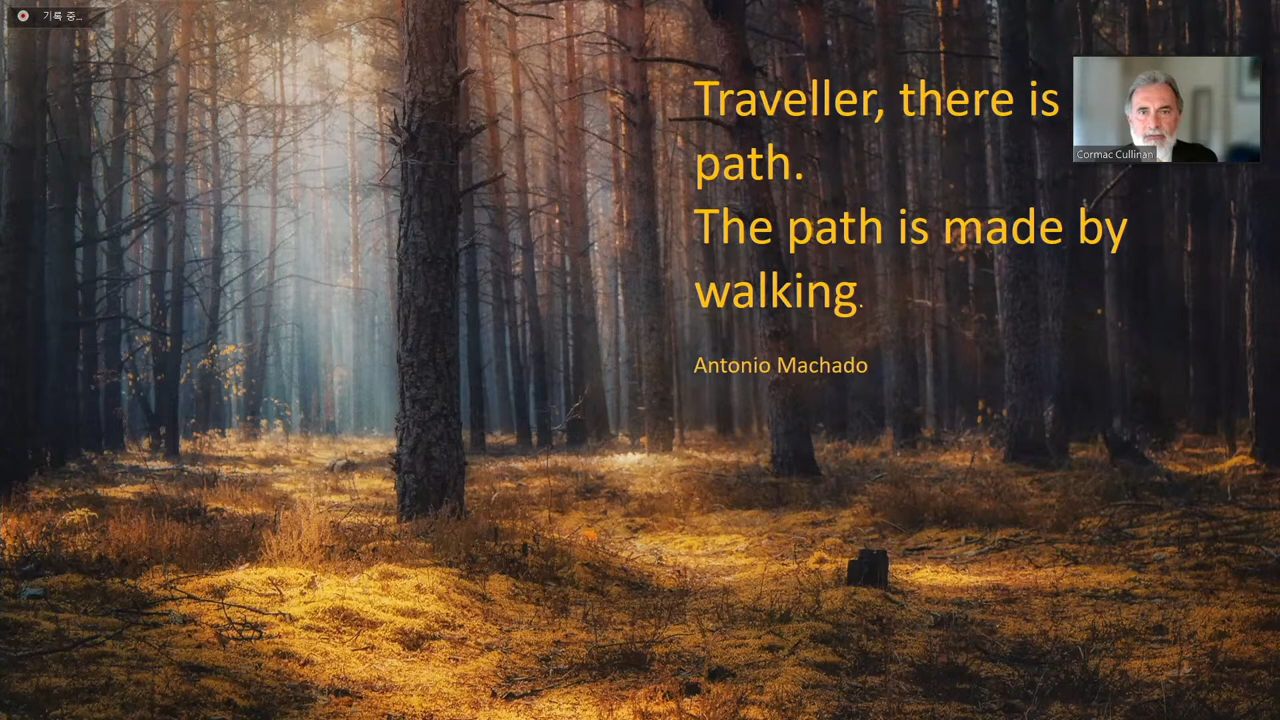 기록 중...
Traveller, there is
path.
The path is made by
walking.
Antonio Machado
Cormac Cullinan